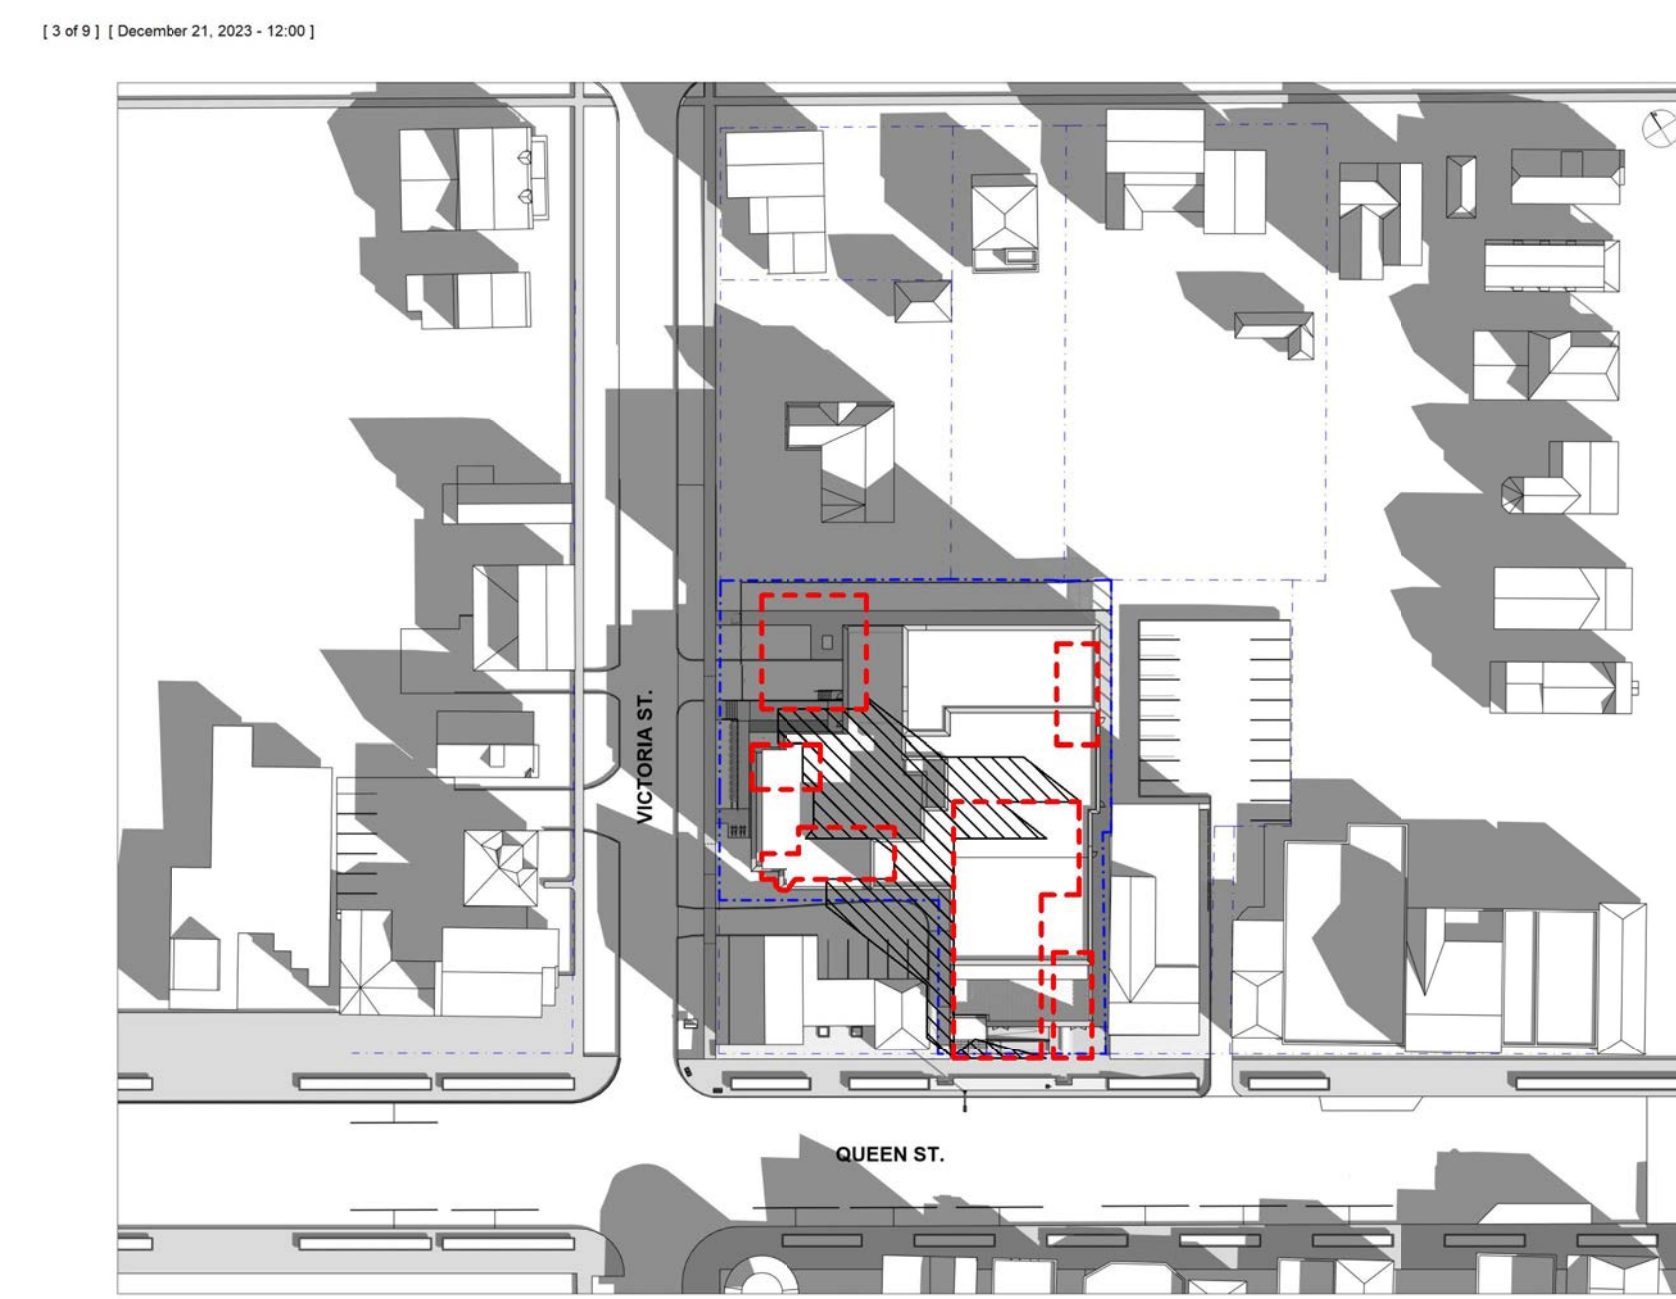 [ 3 of 9 ] [ December 21, 2023 - 12:00 ]
VICTORIA ST.
QUEEN ST.